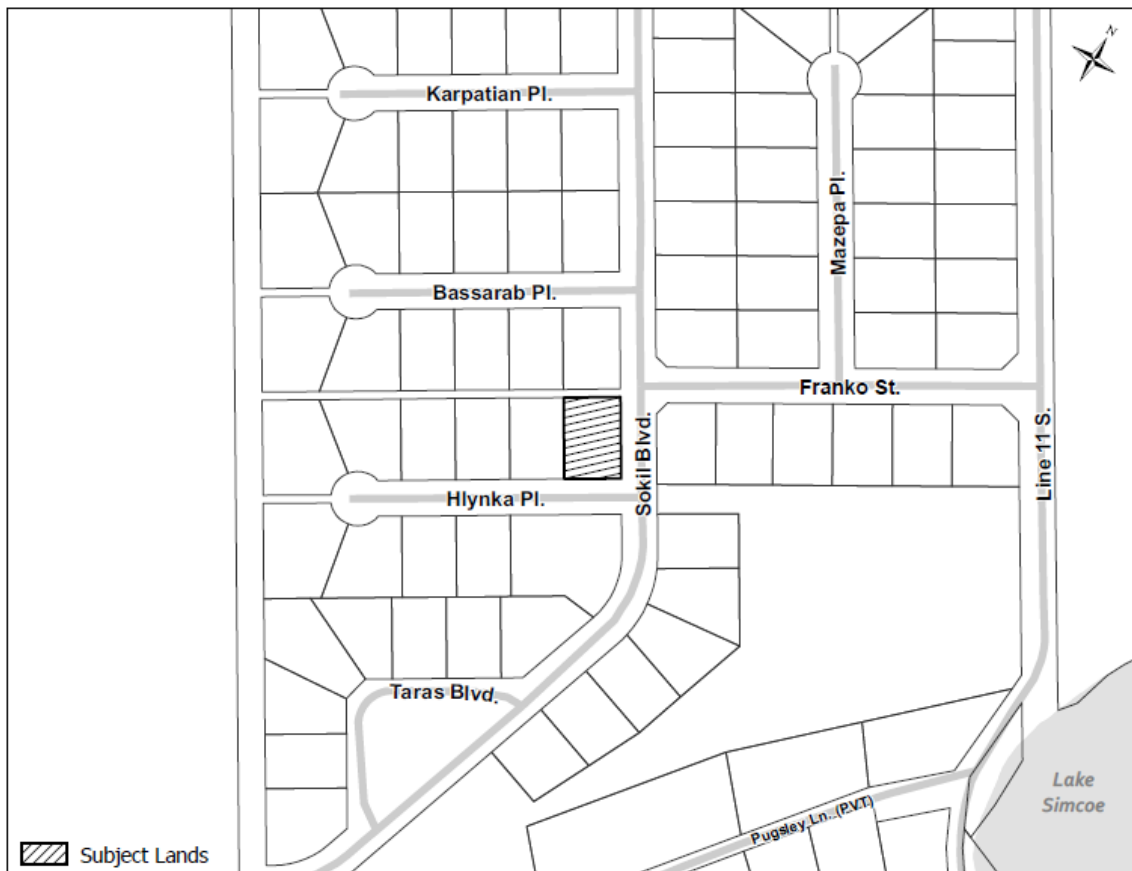 N
Karpatian Pl.
Mazepa Pl.
Bassarab Pl.
Franko St.
Sokil Blvd.
Line 11 S.
Hlynka Pl.
Taras Blvd.
Lake
Simcoe
Pugsley Ln. (P.V.T.)
Subject Lands